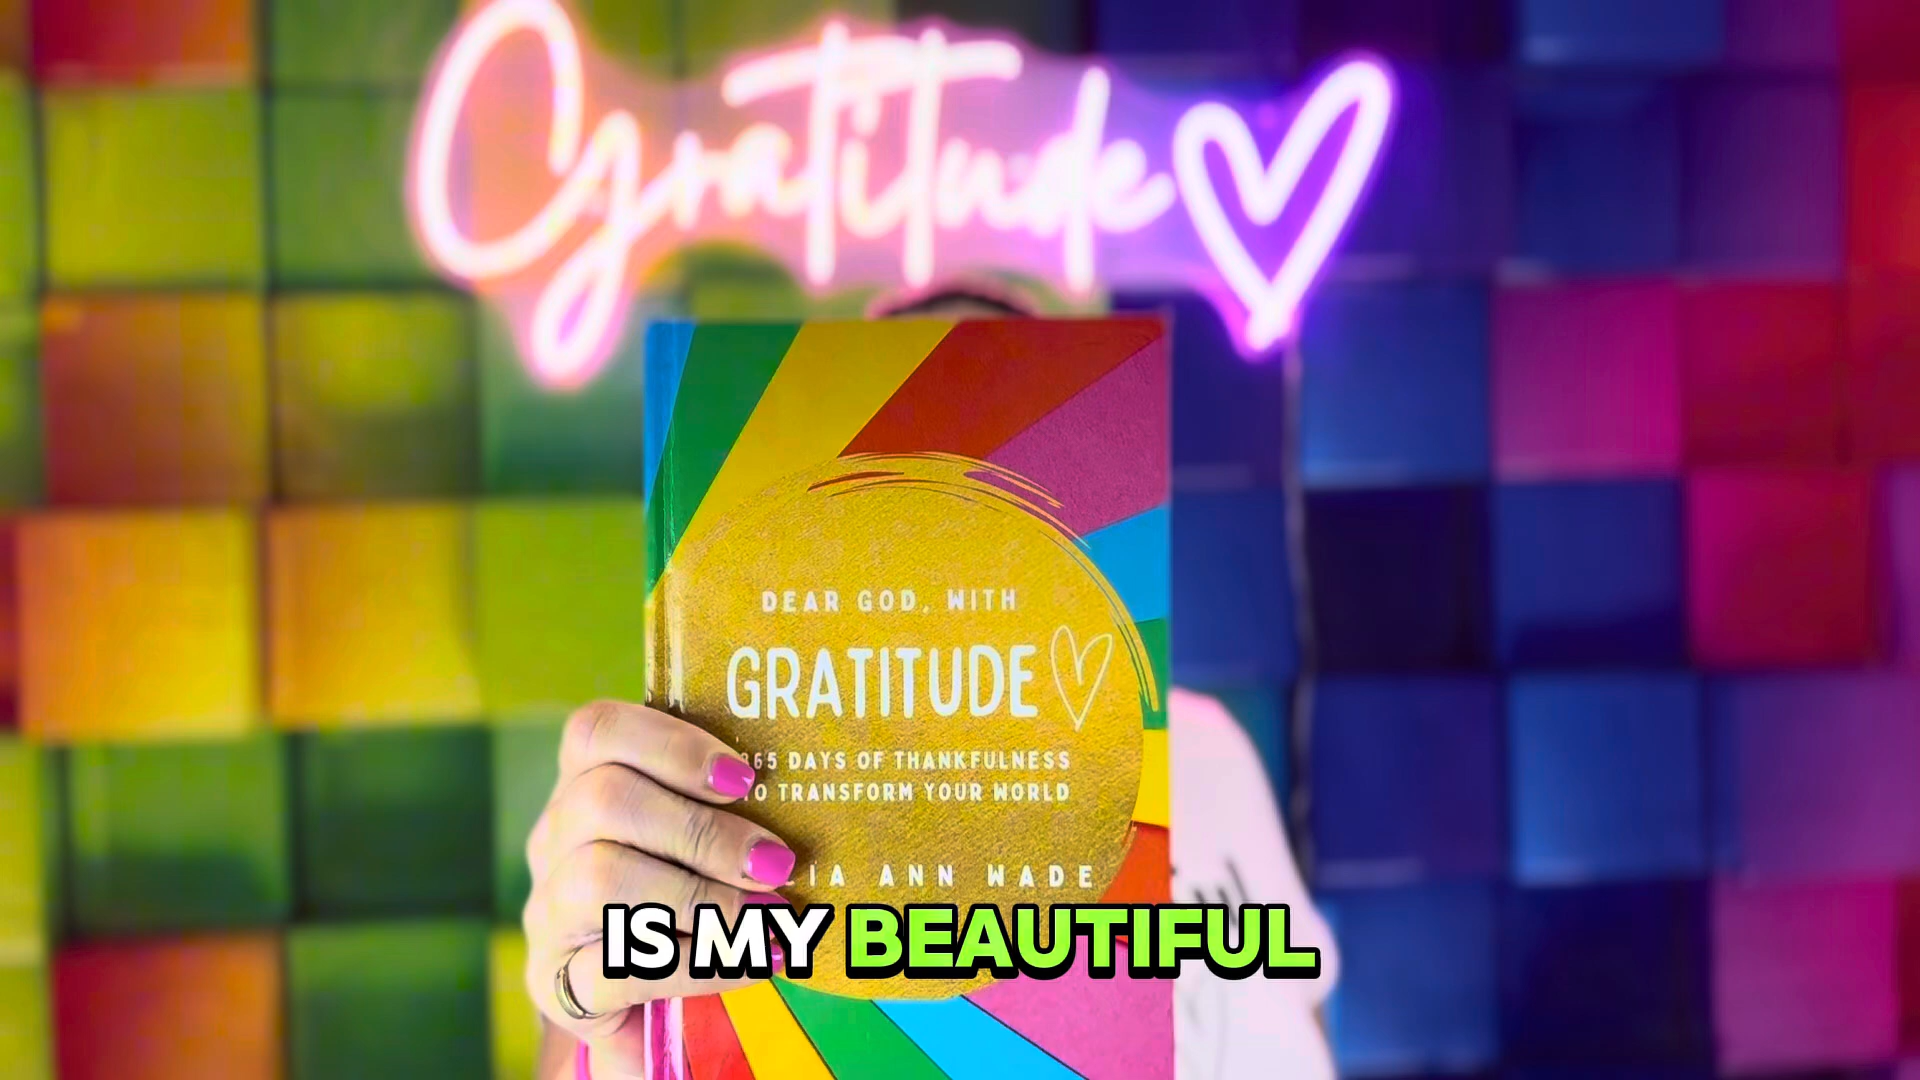 Gratitude
DEAR GOD, WITH
GRATITUDE
365 DAYS OF THANKFULNESS
TO TRANSFORM YOUR WORLD
ANN WADE
IS MY BEAUTIFUL